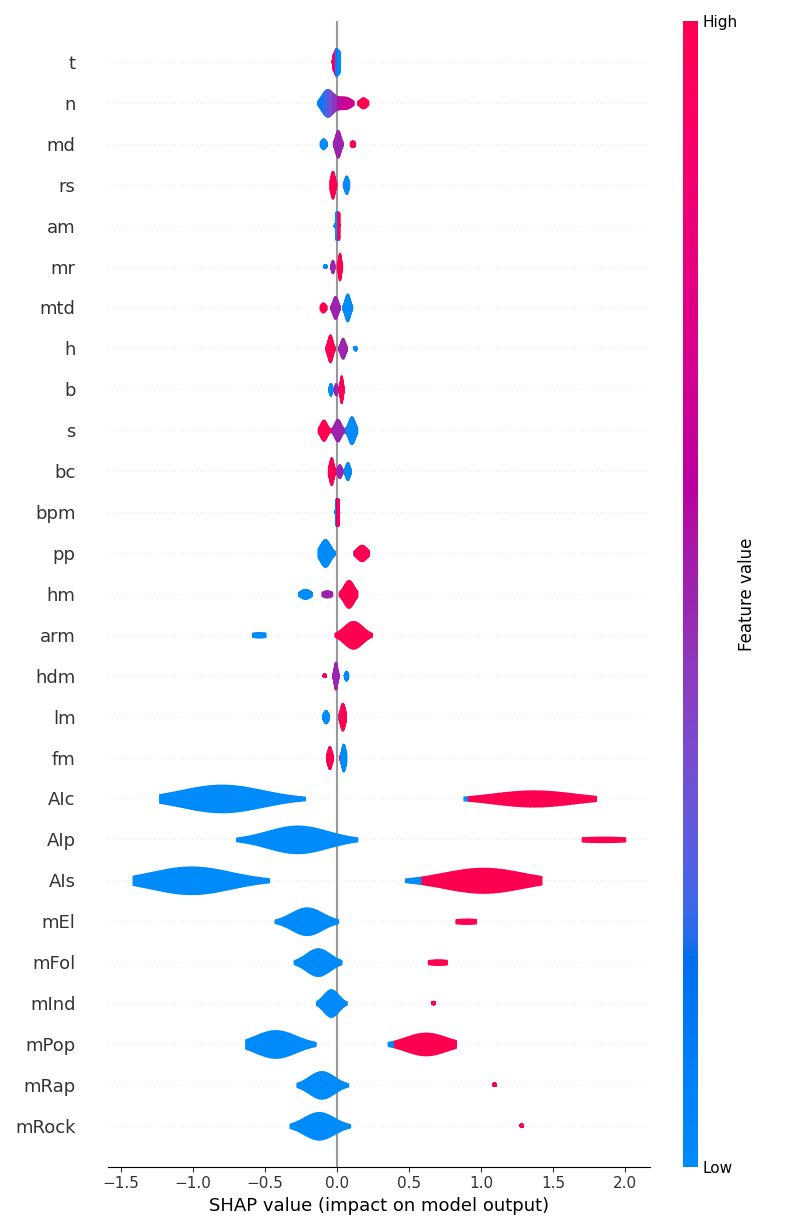 High
t
n
md
rs
am
mr
mtd
h
b
s
bc
bpm
pp
hm
arm
hdm
lm
fm
AIc
AIp
AIs
mEl
mFol
mInd
mPop
mRap
mRock
Feature value
Low
−1.5 −1.0 −0.5 0.0 0.5 1.0 1.5 2.0
SHAP value (impact on model output)